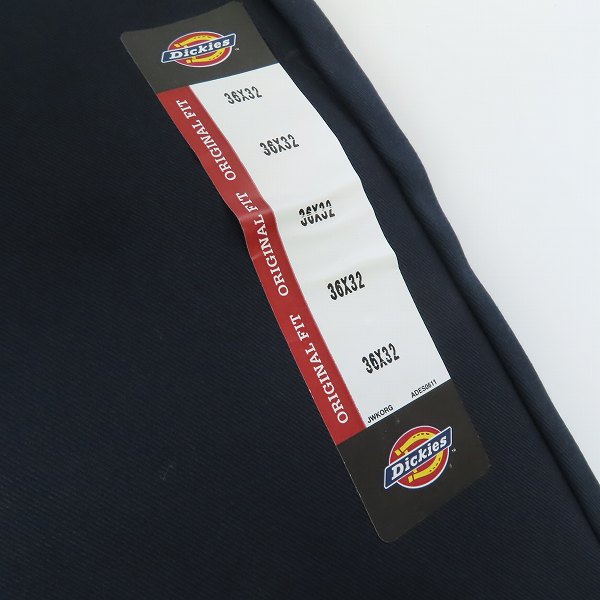 Dickies
36X32
36X32
36X32
36X32
36X32
ORIGINAL FIT ORIGINAL FIT ORIGINAL FIT
JWKORG ADES0611
Dickies